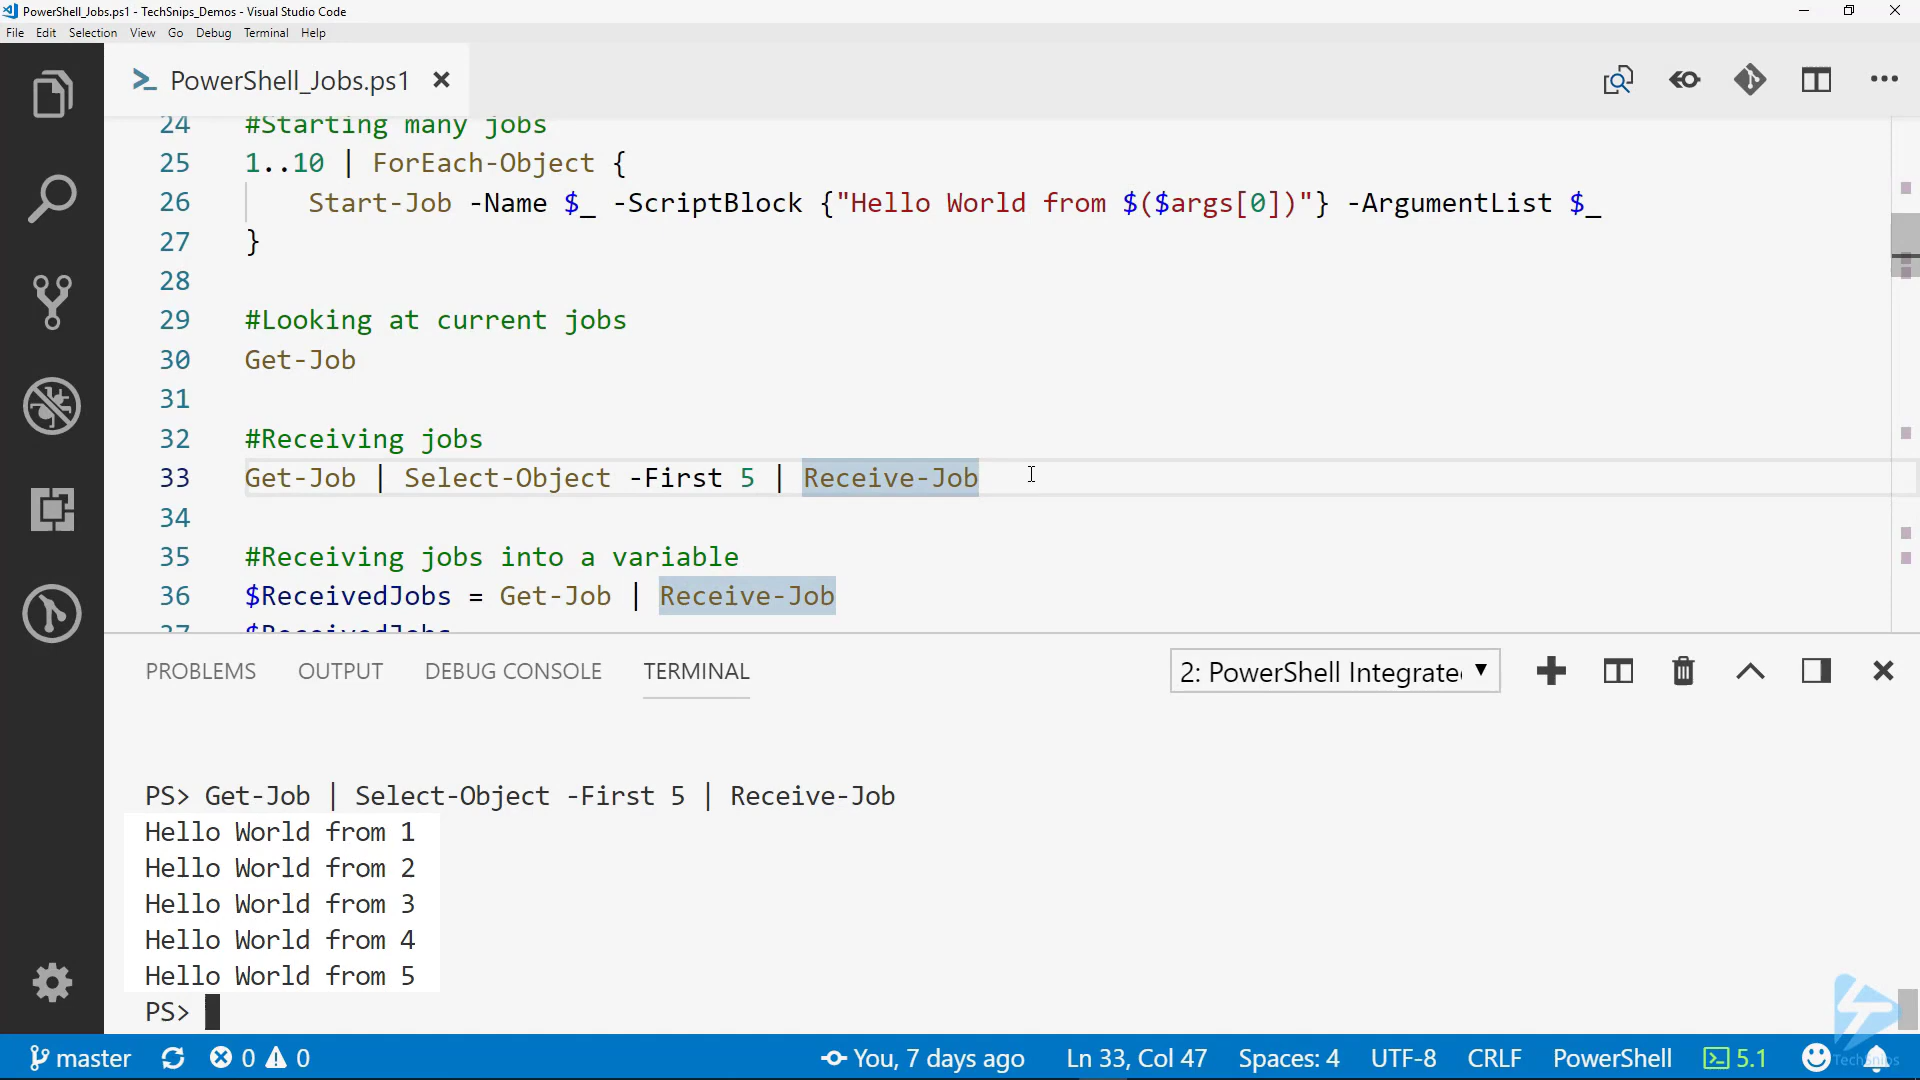 PowerShell_Jobs.ps1 - TechSnips_Demos - Visual Studio Code
File Edit Selection View Go Debug Terminal Help
PowerShell_Jobs.ps1
24 #Starting many jobs
25 1..10 | ForEach-Object {
26 Start-Job -Name $_ -ScriptBlock {"Hello World from $($args[0])"} -ArgumentList $_
27 }
28
29 #Looking at current jobs
30 Get-Job
31
32 #Receiving jobs
33 Get-Job | Select-Object -First 5 | Receive-Job
34
35 #Receiving jobs into a variable
36 $ReceivedJobs = Get-Job | Receive-Job
37 $ReceivedJobs
PROBLEMS OUTPUT DEBUG CONSOLE TERMINAL 2: PowerShell Integrate
PS> Get-Job | Select-Object -First 5 | Receive-Job
Hello World from 1
Hello World from 2
Hello World from 3
Hello World from 4
Hello World from 5
PS>
master 0 0 You, 7 days ago Ln 33, Col 47 Spaces: 4 UTF-8 CRLF PowerShell 5.1
TechSnips